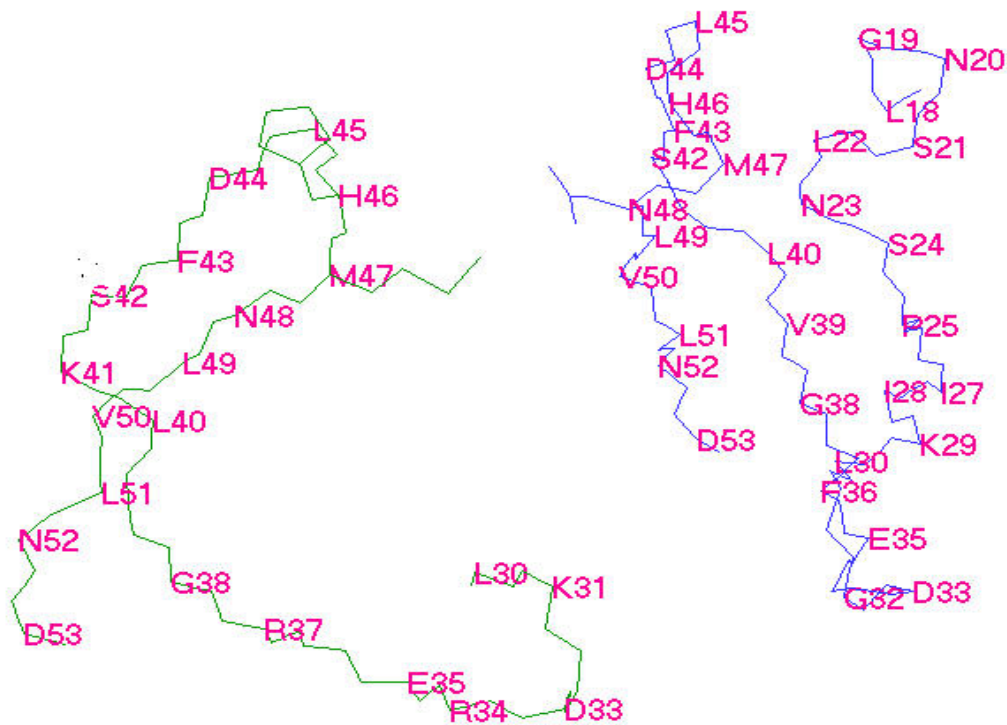 L45
D44
H46
F43
S42
M47
K41
N48
L49
V50
L40
L51
N52
G38
L30
K31
D53
R37
E35
R34
D33
L45
G19
N20
D44
H46
L18
F43
L22
S21
S42
M47
N23
N48
L49
S24
L40
V50
V39
L51
P25
N52
I28
I27
G38
D53
K29
L30
F36
E35
G32
D33